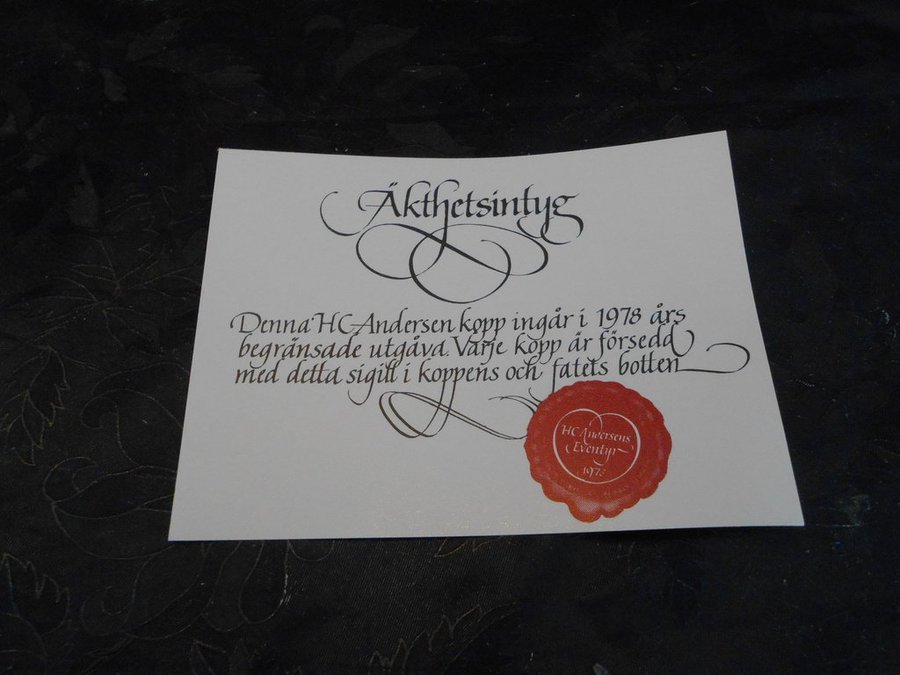 Äkthetsintyg
Denna HC Andersen kopp ingår i 1978 års
begränsade utgåva. Varje kopp är försedd
med detta sigill i koppens och fatets botten
HC Andersens
Eventyr
1978